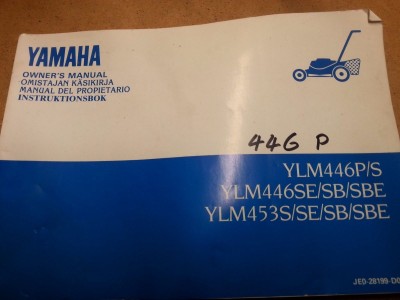 YAMAHA
OWNER'S MANUAL
OMISTAJAN KÄSIKIRJA
MANUAL DEL PROPIETARIO
INSTRUKTIONSBOK
446 P
YLM446P/S
YLM446SE/SB/SBE
YLM453S/SE/SB/SBE